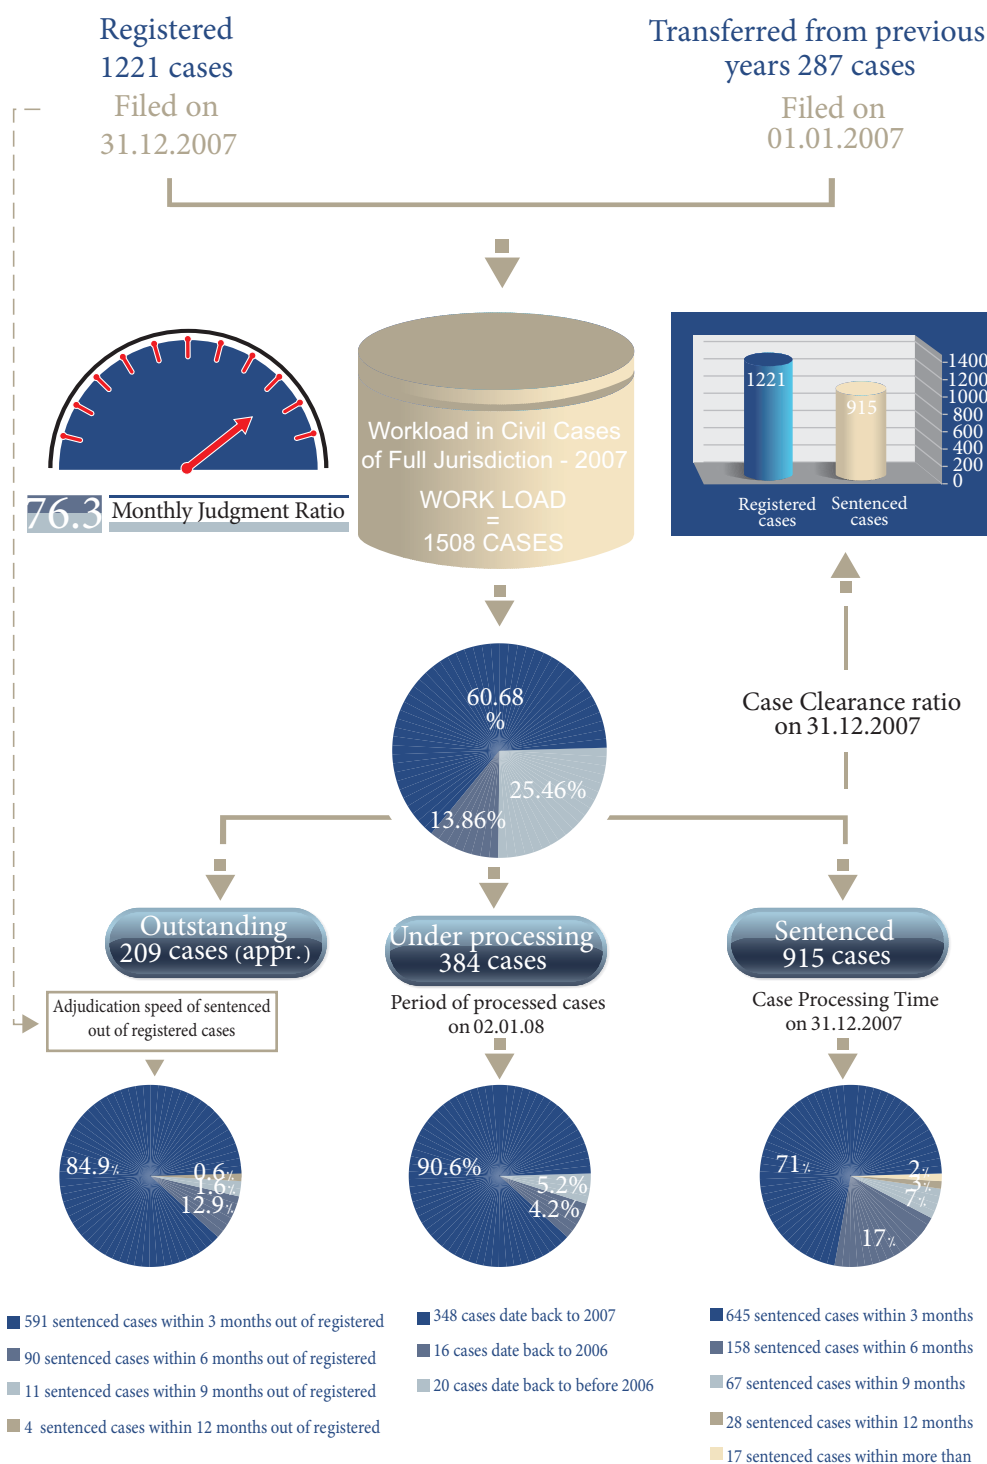 Registered
1221 cases
Filed on
31.12.2007
Transferred from previous
years 287 cases
Filed on
01.01.2007
76.3
Monthly Judgment Ratio
Workload in Civil Cases
of Full Jurisdiction - 2007
WORK LOAD
=
1508 CASES
1221
915
1400
1200
1000
800
600
400
200
0
Registered
cases
Sentenced
cases
60.68
%
25.46%
13.86%
Case Clearance ratio
on 31.12.2007
Outstanding
209 cases (appr.)
Under processing
384 cases
Sentenced
915 cases
Adjudication speed of sentenced
out of registered cases
Period of processed cases
on 02.01.08
Case Processing Time
on 31.12.2007
84.9%
0.6%
1.6%
12.9%
90.6%
5.2%
4.2%
71%
2%
3%
7%
17%
591 sentenced cases within 3 months out of registered
90 sentenced cases within 6 months out of registered
11 sentenced cases within 9 months out of registered
4 sentenced cases within 12 months out of registered
348 cases date back to 2007
16 cases date back to 2006
20 cases date back to before 2006
645 sentenced cases within 3 months
158 sentenced cases within 6 months
67 sentenced cases within 9 months
28 sentenced cases within 12 months
17 sentenced cases within more than